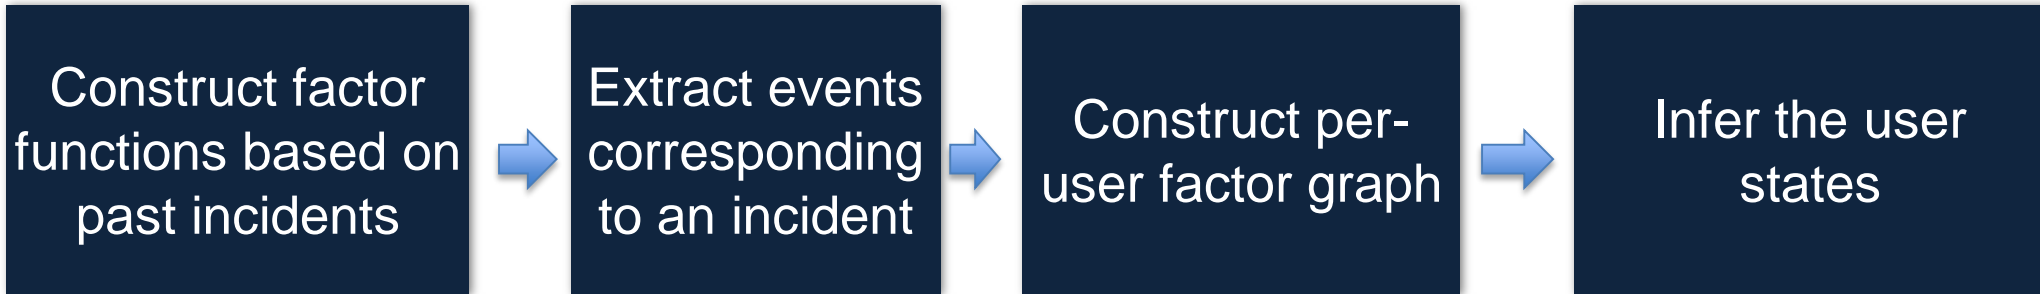 Construct factor
functions based on
past incidents
Extract events
corresponding
to an incident
Construct per-
user factor graph
Infer the user
states